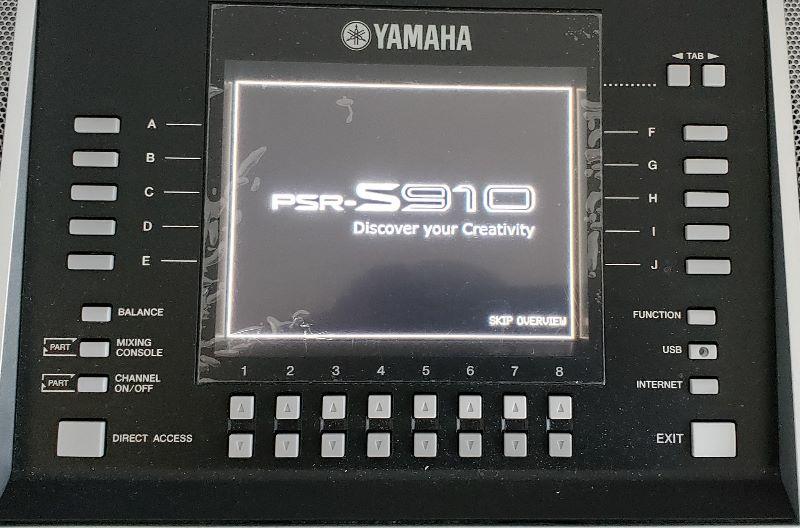 YAMAHA
◄ TAB ►
A
B
C
D
E
F
G
H
I
J
PSR-S910
Discover your Creativity
SKIP OVERVIEW
BALANCE
PART
MIXING
CONSOLE
PART
CHANNEL
ON/OFF
DIRECT ACCESS
1 2 3 4 5 6 7 8
FUNCTION
USB
INTERNET
EXIT